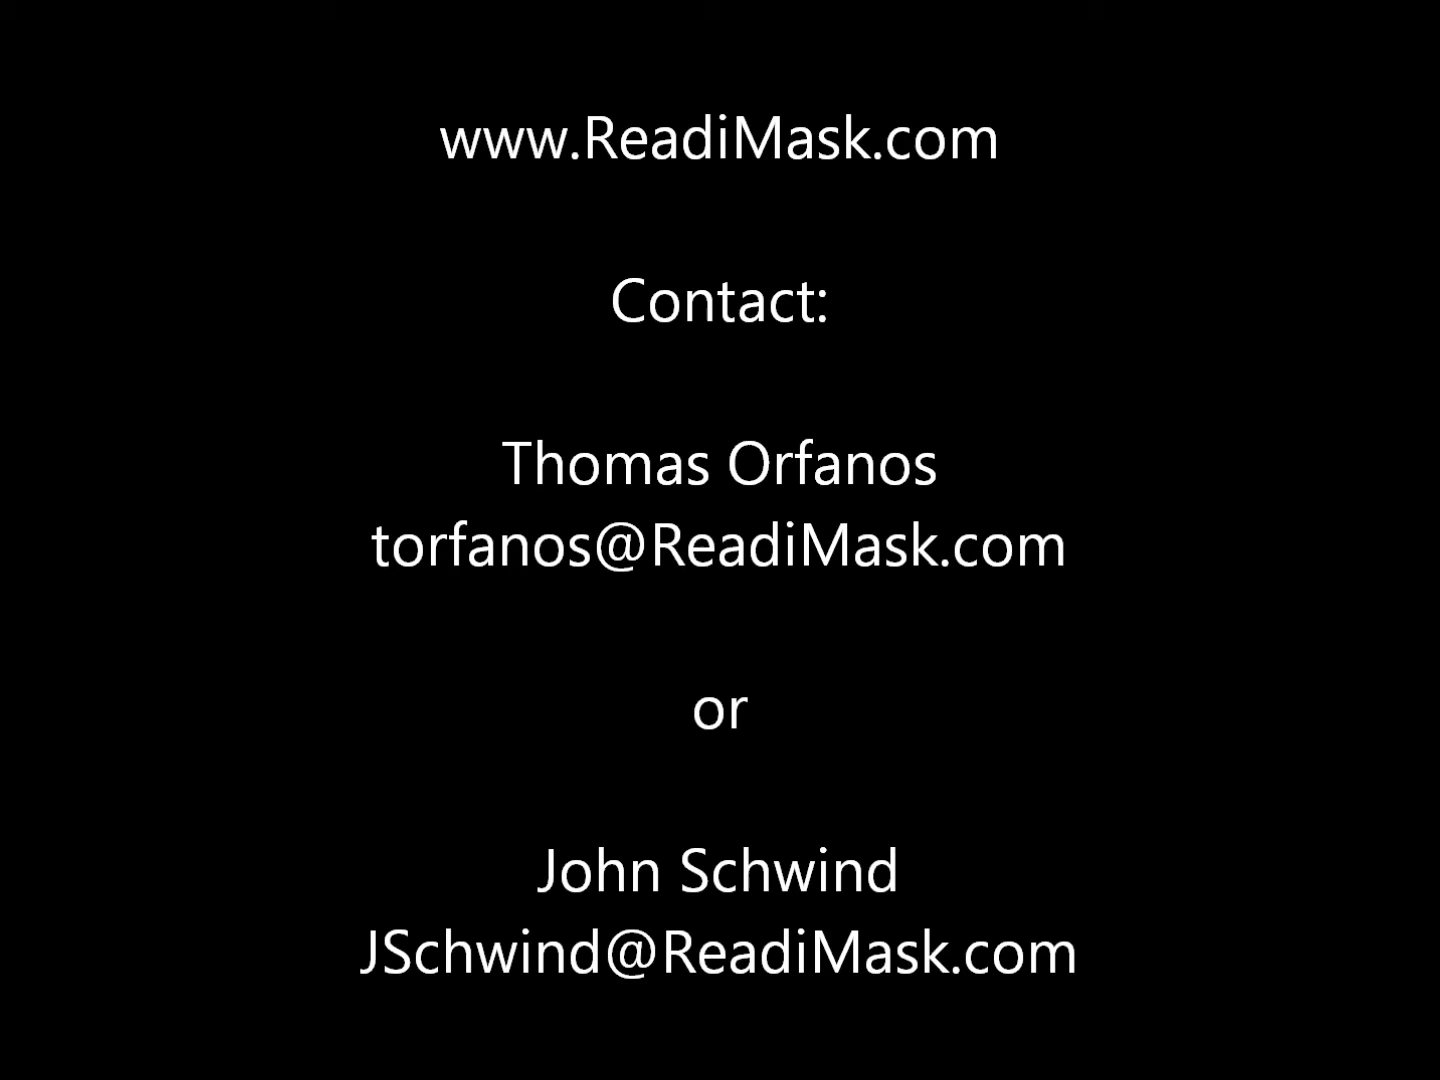 www.ReadiMask.com
Contact:
Thomas Orfanos
torfanos@ReadiMask.com
or
John Schwind
JSchwind@ReadiMask.com